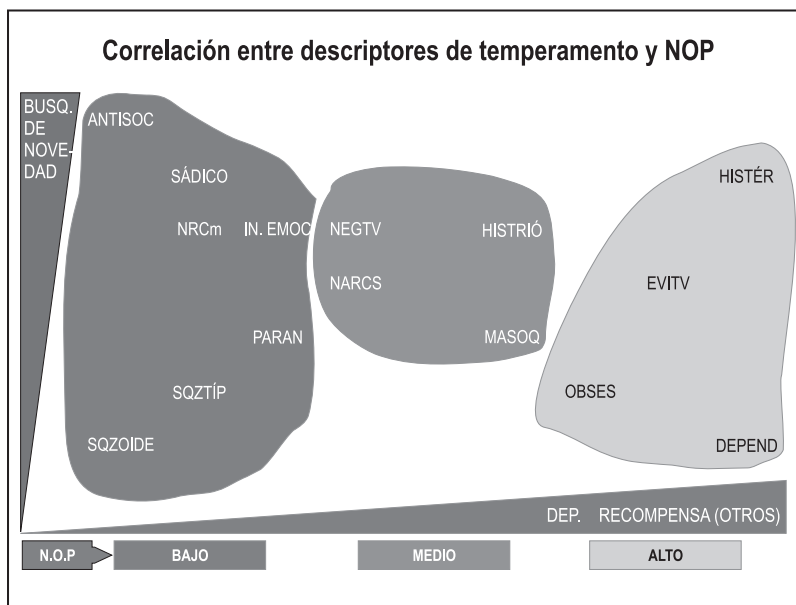 Correlación entre descriptores de temperamento y NOP
BUSQ.
DE
NOVE-
DAD
ANTISOC
SÁDICO
HISTÉR
NRCm IN. EMOC NEGTV HISTRIÓ
NARCS EVITV
PARAN MASOQ
SQZTÍP OBSES
SQZOIDE DEPEND
DEP. RECOMPENSA (OTROS)
N.O.P BAJO MEDIO ALTO